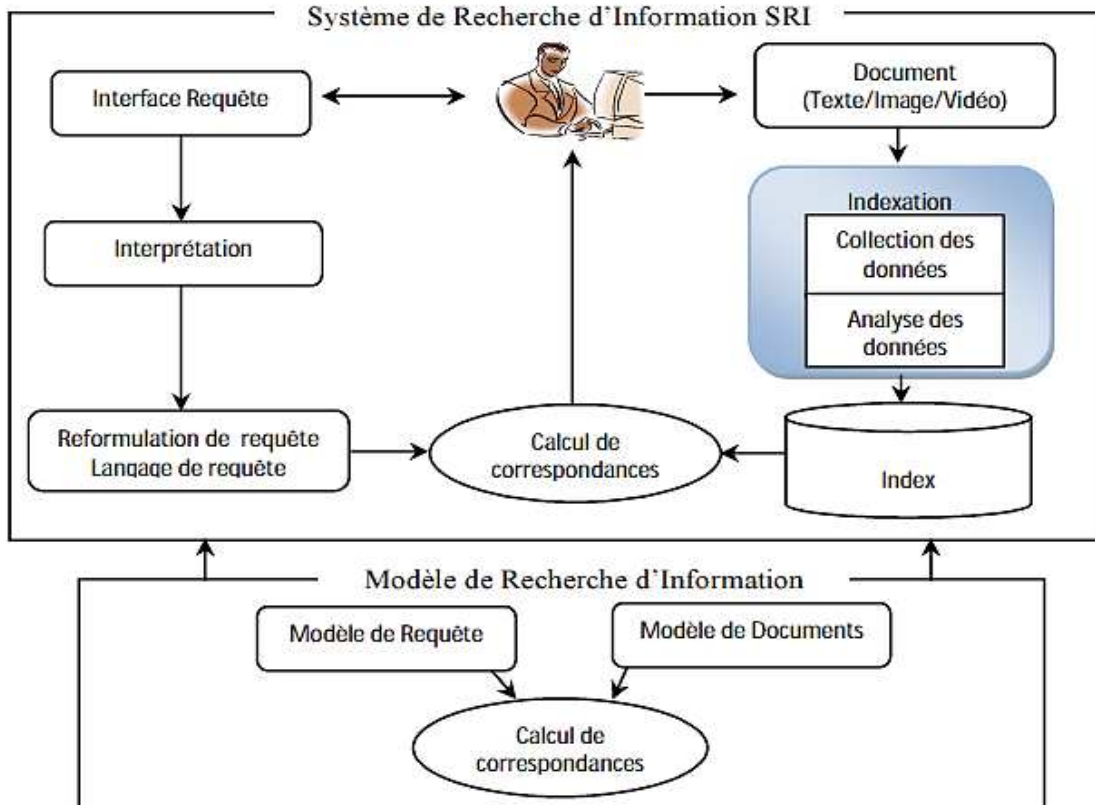 Système de Recherche d'Information SRI
Interface Requête
Document
(Texte/Image/Vidéo)
Interprétation
Indexation
Collection des
données
Analyse des
données
Reformulation de requête
Langage de requête
Calcul de
correspondances
Index
Modèle de Recherche d'Information
Modèle de Requête
Modèle de Documents
Calcul de
correspondances